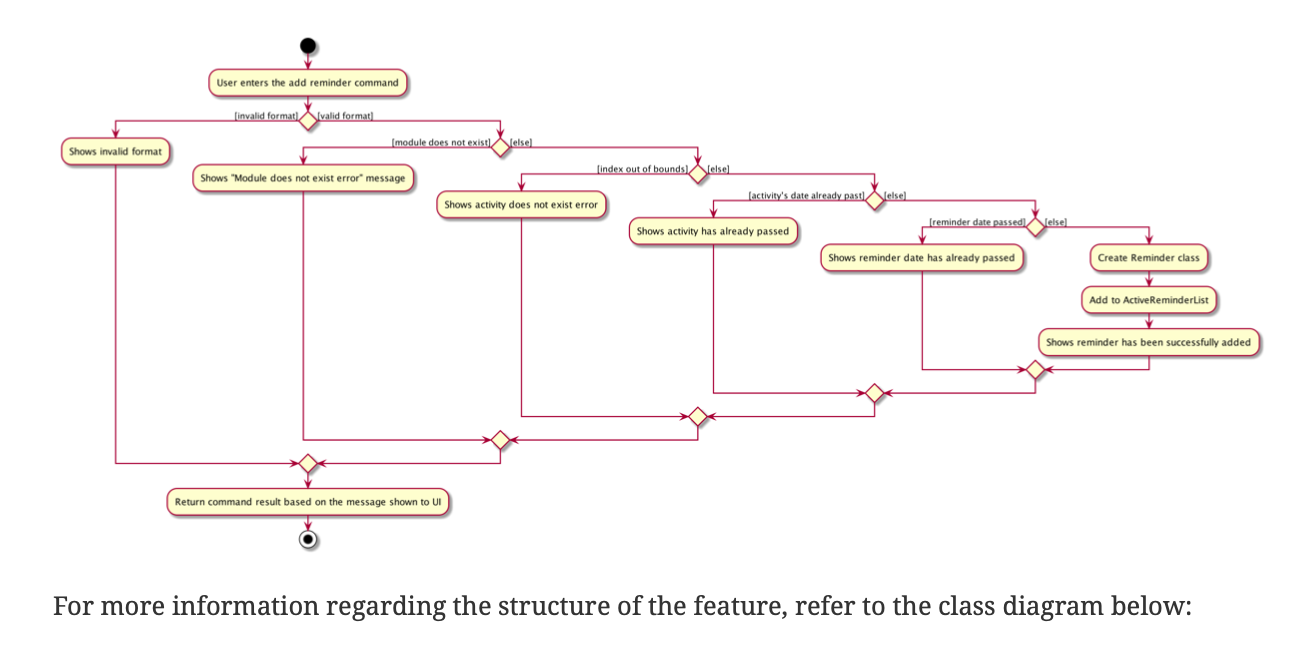 User enters the add reminder command
[invalid format]
[valid format]
Shows invalid format
[module does not exist]
[else]
Shows "Module does not exist error" message
[index out of bounds]
[else]
Shows activity does not exist error
[activity's date already past]
[else]
Shows activity has already passed
[reminder date passed]
[else]
Shows reminder date has already passed
Create Reminder class
Add to ActiveReminderList
Shows reminder has been successfully added
Return command result based on the message shown to UI
For more information regarding the structure of the feature, refer to the class diagram below: